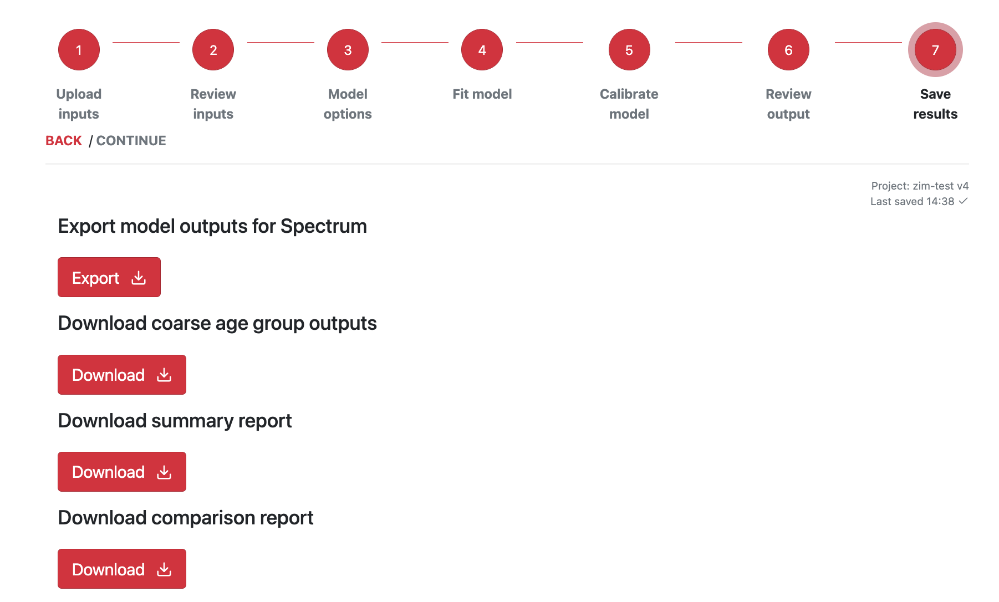 1
2
3
4
5
6
7
Upload
inputs
Review
inputs
Model
options
Fit model
Calibrate
model
Review
output
Save
results
BACK / CONTINUE
Project: zim-test v4
Last saved 14:38
Export model outputs for Spectrum
Export
Download coarse age group outputs
Download
Download summary report
Download
Download comparison report
Download